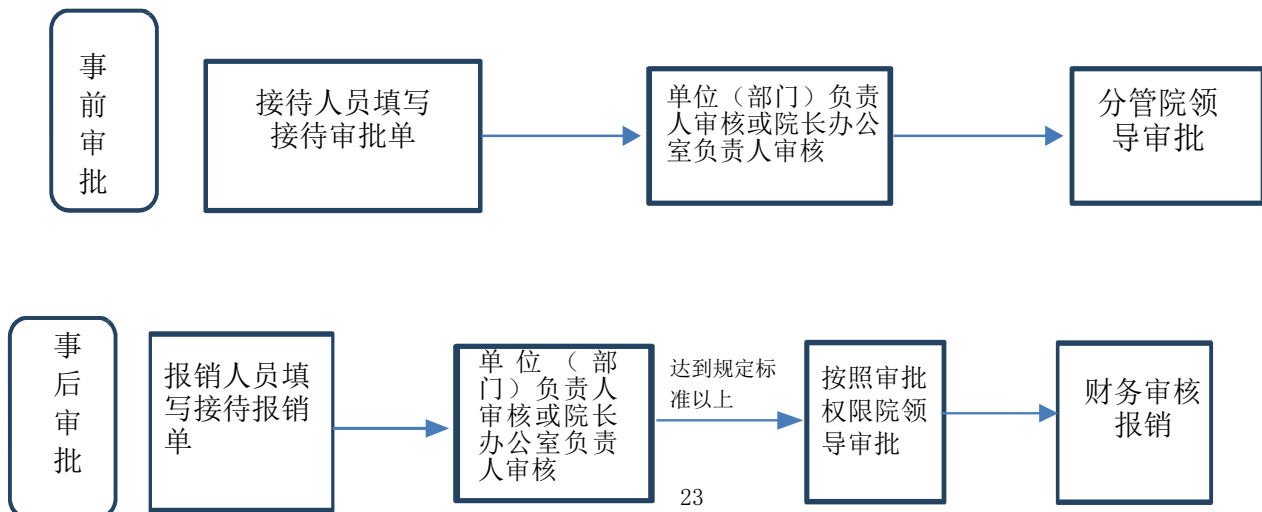 事
前
审
批
接待人员填写
接待审批单
单位（部门）负责
人审核或院长办公
室负责人审核
分管院领
导审批
事
后
审
批
报销人员填
写接待报销
单
单位（部
门）负责人
审核或院长
办公室负责
人审核
达到规定标
准以上
按照审批
权限院领
导审批
财务审核
报销
23